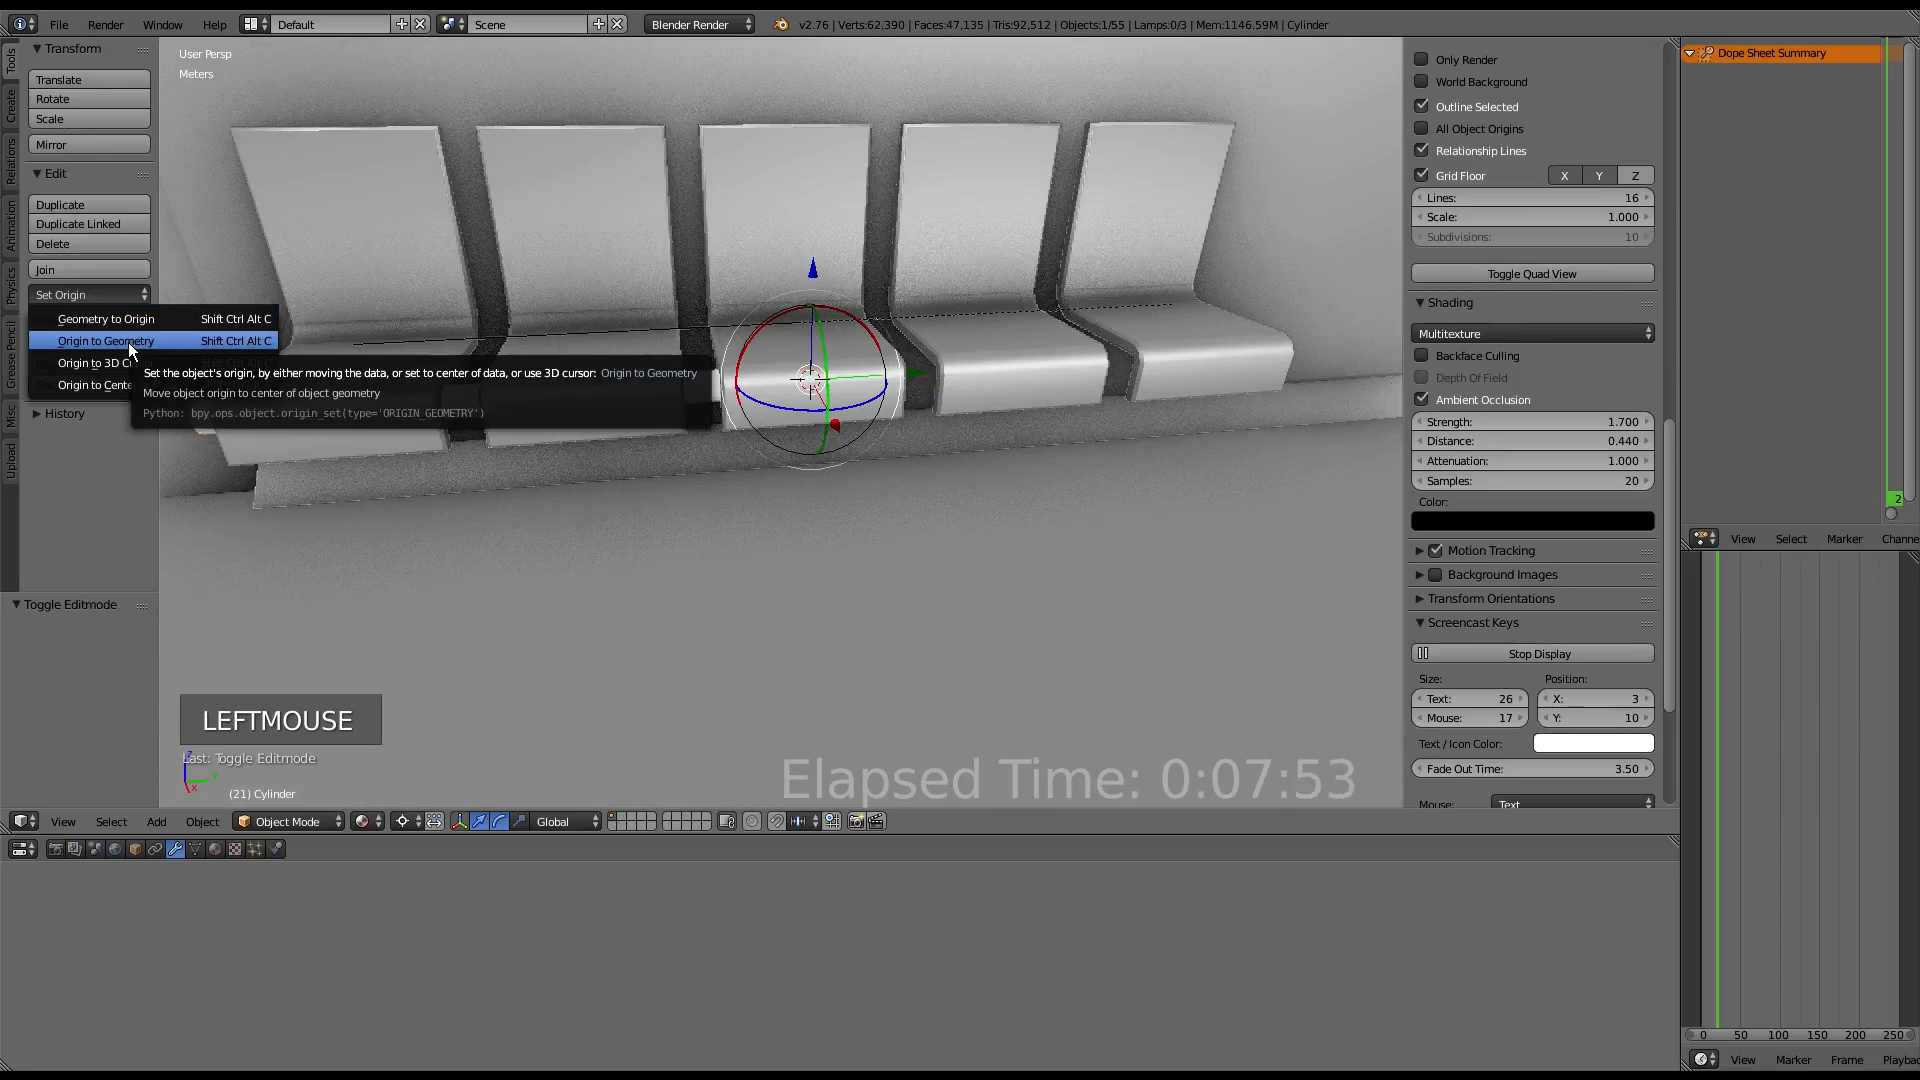 File Render Window Help Default Scene Blender Render v2.76 | Verts:62,390 | Faces:47,135 | Tris:92,512 | Objects:1/55 | Lamps:0/3 | Mem:1146.59M | Cylinder
Tools
Create
Relations
Animation
Physics
Grease Pencil
Misc
Upload
Transform
Translate
Rotate
Scale
Mirror
Edit
Duplicate
Duplicate Linked
Delete
Join
Set Origin
Geometry to Origin Shift Ctrl Alt C
Origin to Geometry Shift Ctrl Alt C
Origin to 3D C
Origin to Cente
Set the object's origin, by either moving the data, or set to center of data, or use 3D cursor: Origin to Geometry
Move object origin to center of object geometry
Python: bpy.ops.object.origin_set(type='ORIGIN_GEOMETRY')
History
Toggle Editmode
User Persp
Meters
LEFTMOUSE
Last: Toggle Editmode
z
y
x
(21) Cylinder
Elapsed Time: 0:07:53
View Select Add Object Object Mode Global
Only Render
World Background
Outline Selected
All Object Origins
Relationship Lines
Grid Floor X Y Z
Lines: 16
Scale: 1.000
Subdivisions: 10
Toggle Quad View
Shading
Multitexture
Backface Culling
Depth Of Field
Ambient Occlusion
Strength: 1.700
Distance: 0.440
Attenuation: 1.000
Samples: 20
Color:
Motion Tracking
Background Images
Transform Orientations
Screencast Keys
Stop Display
Size: Position:
Text: 26 X: 3
Mouse: 17 Y: 10
Text / Icon Color:
Fade Out Time: 3.50
Mouse: Text
Dope Sheet Summary
2
View Select Marker Channe
0 50 100 150 200 250
View Marker Frame Playbac